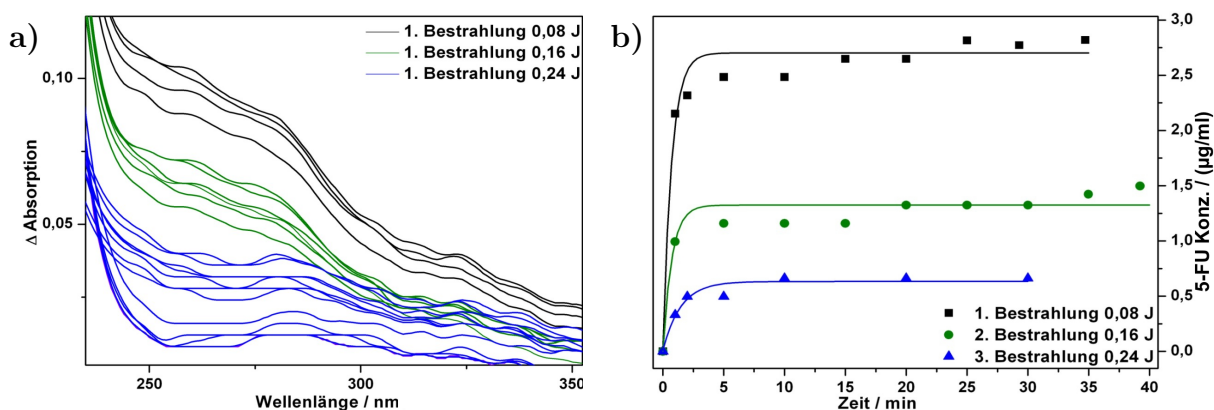 a)
1. Bestrahlung 0,08 J
1. Bestrahlung 0,16 J
1. Bestrahlung 0,24 J
0,10
0,05
Δ Absorption
250
300
350
Wellenlänge / nm
b)
3,0
2,5
2,0
1,5
1,0
0,5
0,0
5-FU Konz. / (µg/ml)
1. Bestrahlung 0,08 J
2. Bestrahlung 0,16 J
3. Bestrahlung 0,24 J
0 5 10 15 20 25 30 35 40
Zeit / min